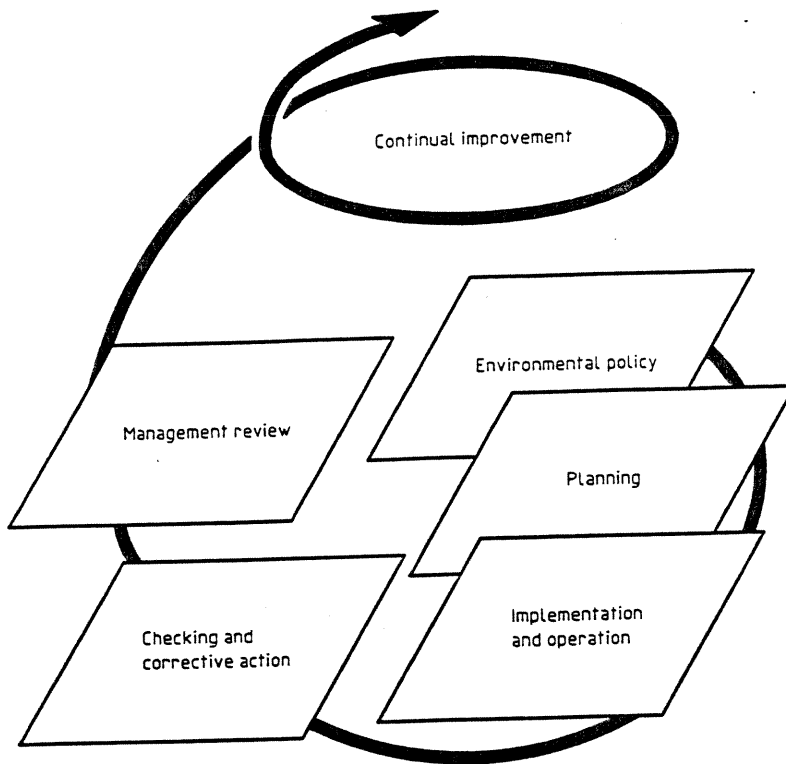 Continual improvement
Environmental policy
Management review
Planning
Implementation
and operation
Checking and
corrective action